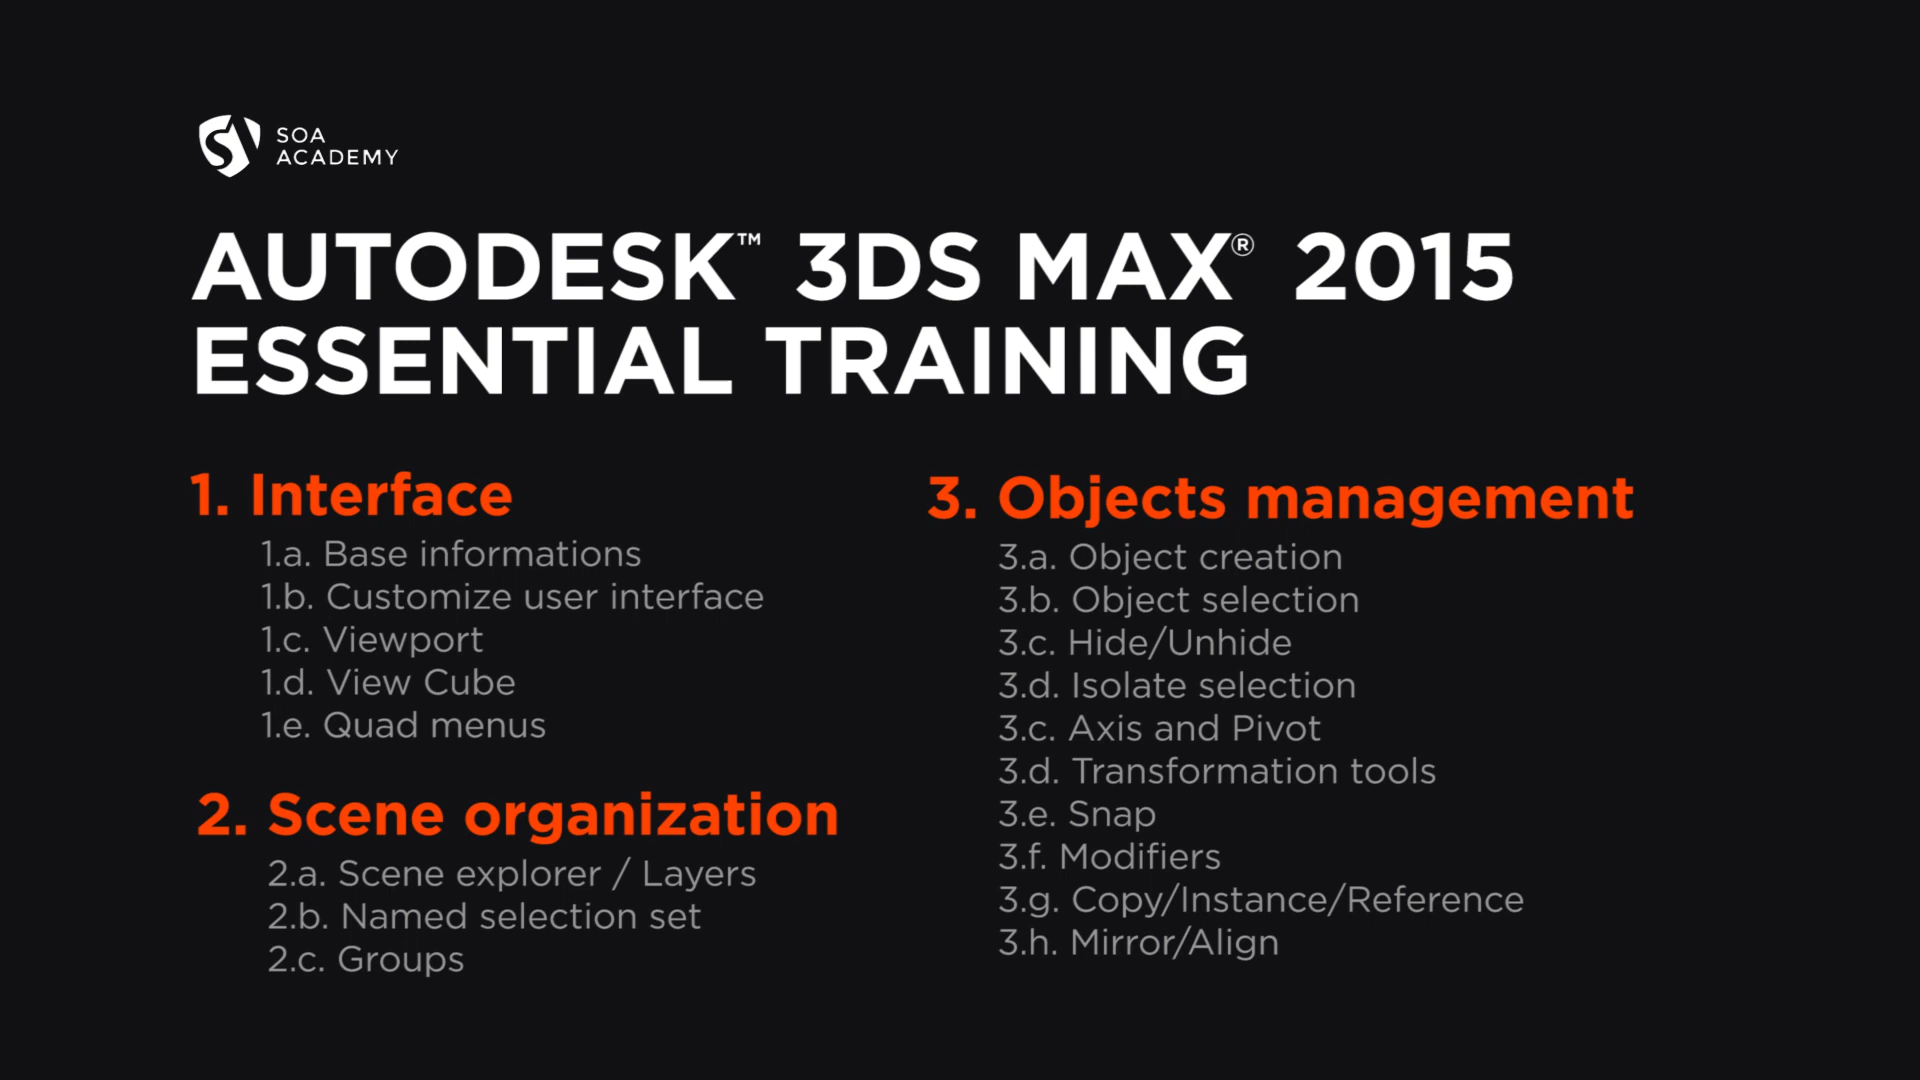 SOA
ACADEMY
AUTODESK™ 3DS MAX® 2015
ESSENTIAL TRAINING
1. Interface
1.a. Base informations
1.b. Customize user interface
1.c. Viewport
1.d. View Cube
1.e. Quad menus
2. Scene organization
2.a. Scene explorer / Layers
2.b. Named selection set
2.c. Groups
3. Objects management
3.a. Object creation
3.b. Object selection
3.c. Hide/Unhide
3.d. Isolate selection
3.c. Axis and Pivot
3.d. Transformation tools
3.e. Snap
3.f. Modifiers
3.g. Copy/Instance/Reference
3.h. Mirror/Align